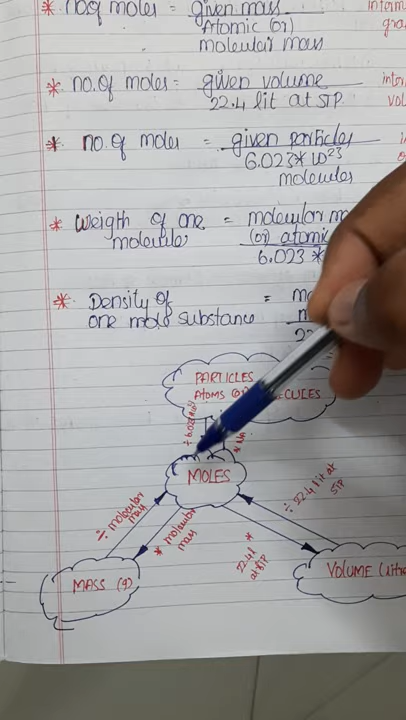 * no.of moles = given mass
Atomic (or)
molecular mass
* no.of moles = given volume
22.4 lit at STP.
* no.of moles = given particles
6.023*10^23
molecules
* weigth of one = molecular
molecule (or) atomic
6.023 *
* Density of =
one mole substance
PARTICLES
Atoms (or)
MOLES
* NA
÷ molecular
mass
* molecular
mass
÷ 22.4 lit at
STP
22.4 l *
at STP
MASS (g)
VOLUME